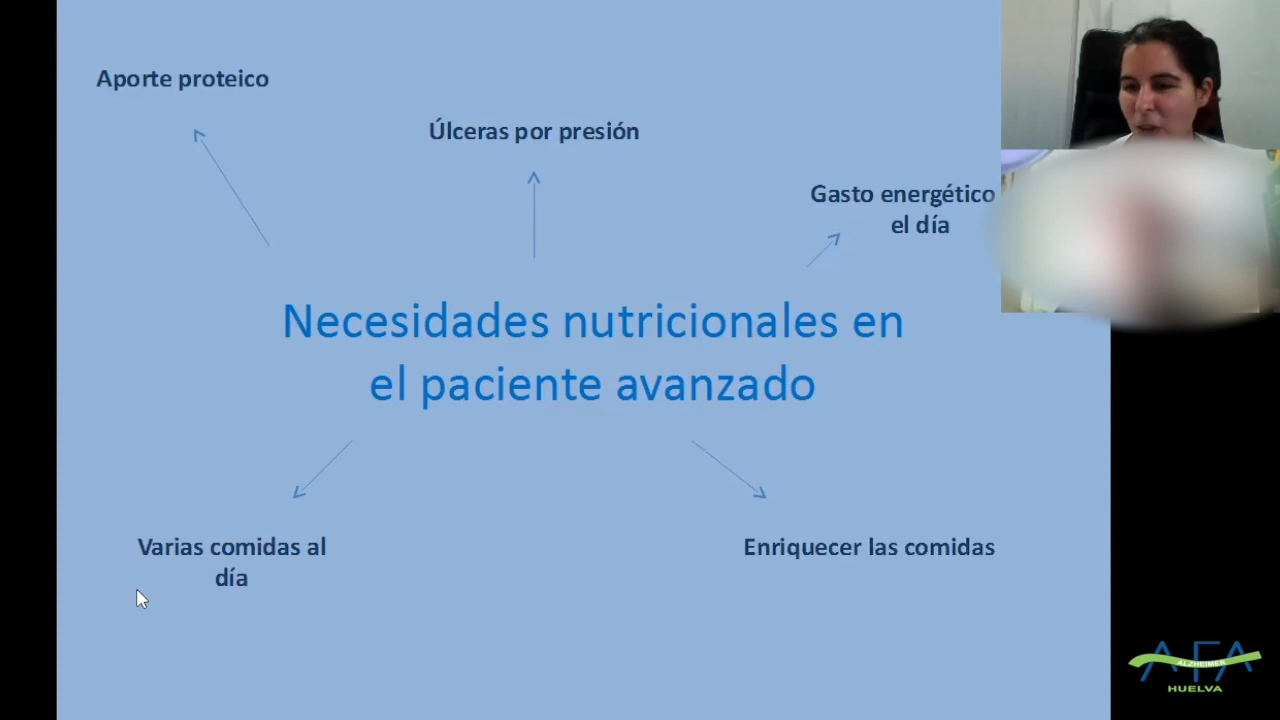 Aporte proteico
Úlceras por presión
Gasto energético
el día
Necesidades nutricionales en
el paciente avanzado
Varias comidas al
día
Enriquecer las comidas
AFA
ALZHEIMER
HUELVA